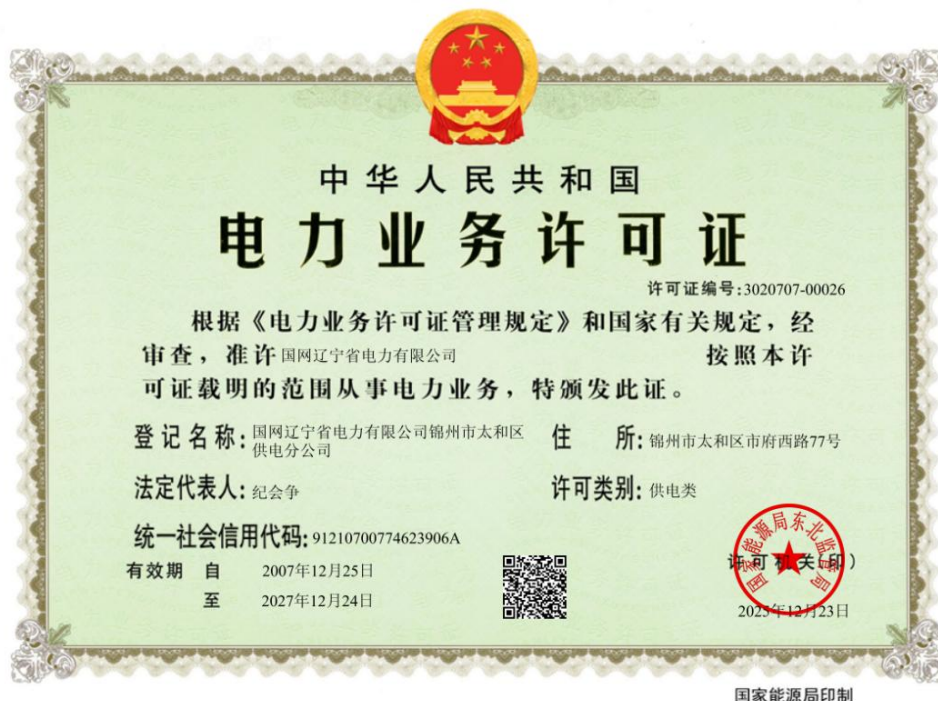 中华人民共和国
电力业务许可证
许可证编号:3020707-00026
根据《电力业务许可证管理规定》和国家有关规定，经
审查，准许国网辽宁省电力有限公司 按照本许
可证载明的范围从事电力业务，特颁发此证。
登记名称: 国网辽宁省电力有限公司锦州市太和区
供电分公司
住 所: 锦州市太和区市府西路77号
法定代表人: 纪会争
许可类别: 供电类
统一社会信用代码: 91210700774623906A
有效期 自 2007年12月25日
至 2027年12月24日
国家能源局东北监管局
许可机关(印)
2025年12月23日
国家能源局印制